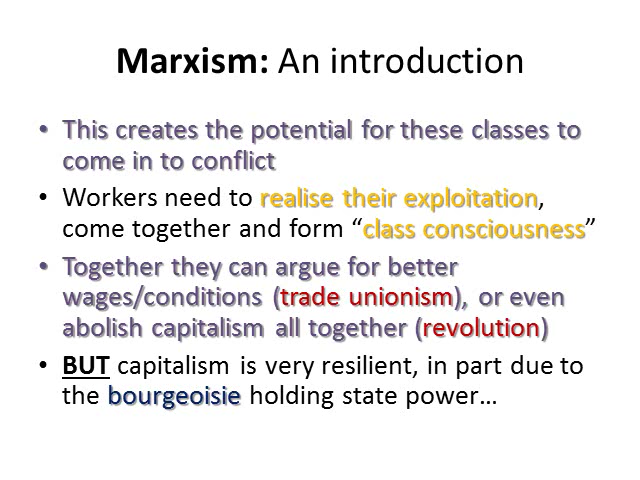 Marxism: An introduction
• This creates the potential for these classes to
come in to conflict
• Workers need to realise their exploitation,
come together and form “class consciousness”
• Together they can argue for better
wages/conditions (trade unionism), or even
abolish capitalism all together (revolution)
• BUT capitalism is very resilient, in part due to
the bourgeoisie holding state power…